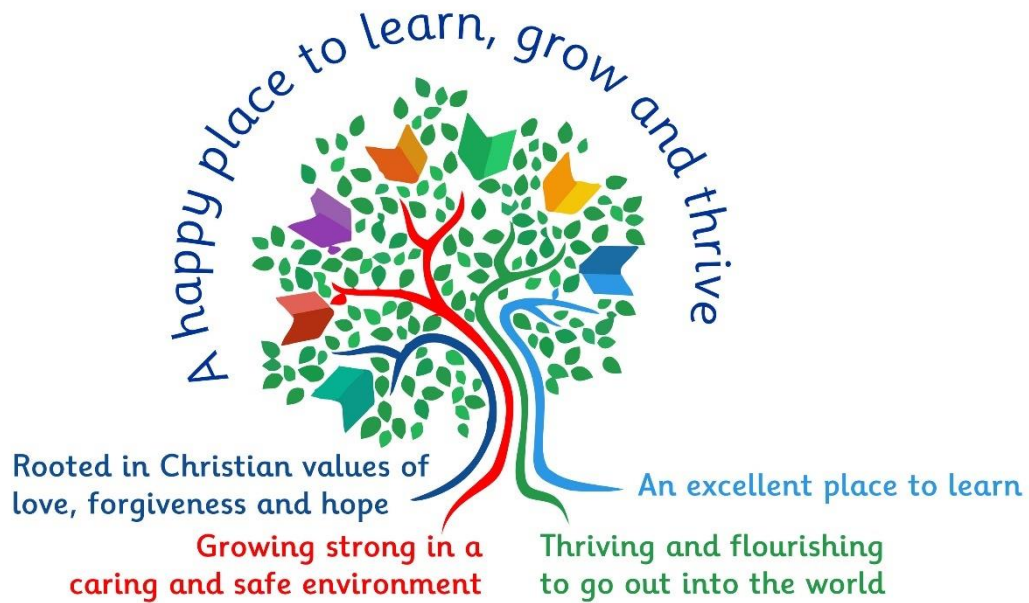 A happy place to learn, grow and thrive
Rooted in Christian values of
love, forgiveness and hope
An excellent place to learn
Growing strong in a
caring and safe environment
Thriving and flourishing
to go out into the world